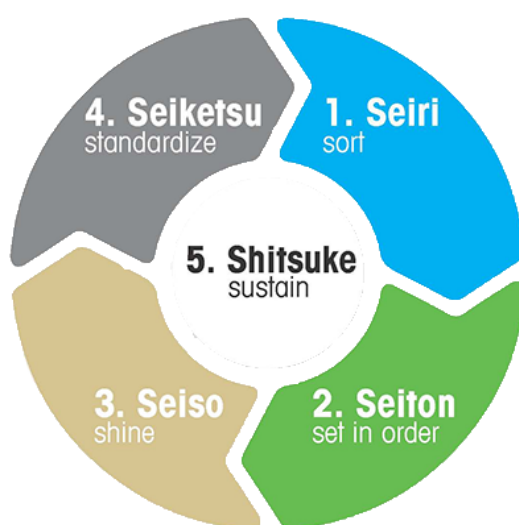 1. Seiri
sort
2. Seiton
set in order
3. Seiso
shine
4. Seiketsu
standardize
5. Shitsuke
sustain